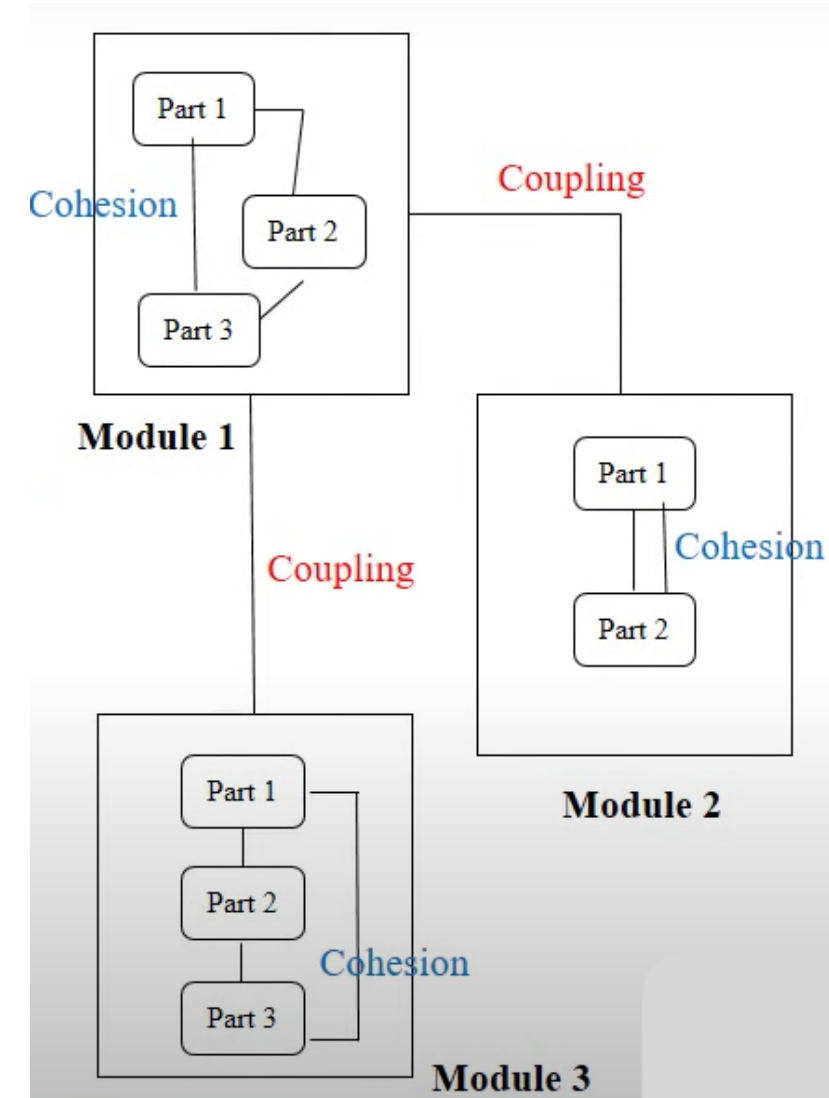 Part 1
Coupling
Cohesion
Part 2
Part 3
Module 1
Part 1
Cohesion
Coupling
Part 2
Part 1
Module 2
Part 2
Cohesion
Part 3
Module 3